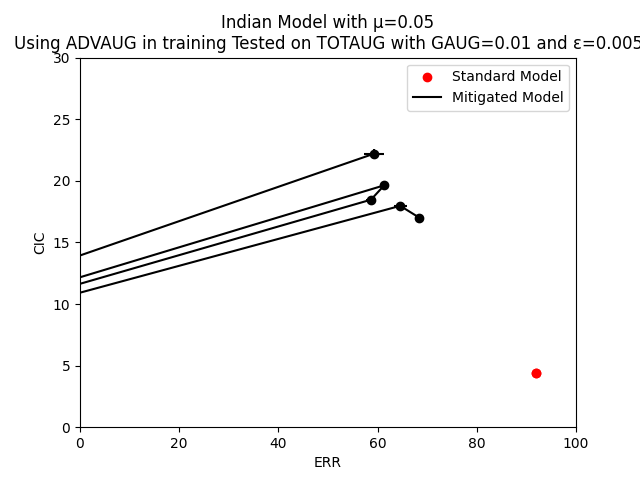 Indian Model with μ=0.05
Using ADVAUG in training Tested on TOTAUG with GAUG=0.01 and ε=0.005
30
25
20
15
10
5
0
CIC
Standard Model
Mitigated Model
0 20 40 60 80 100
ERR